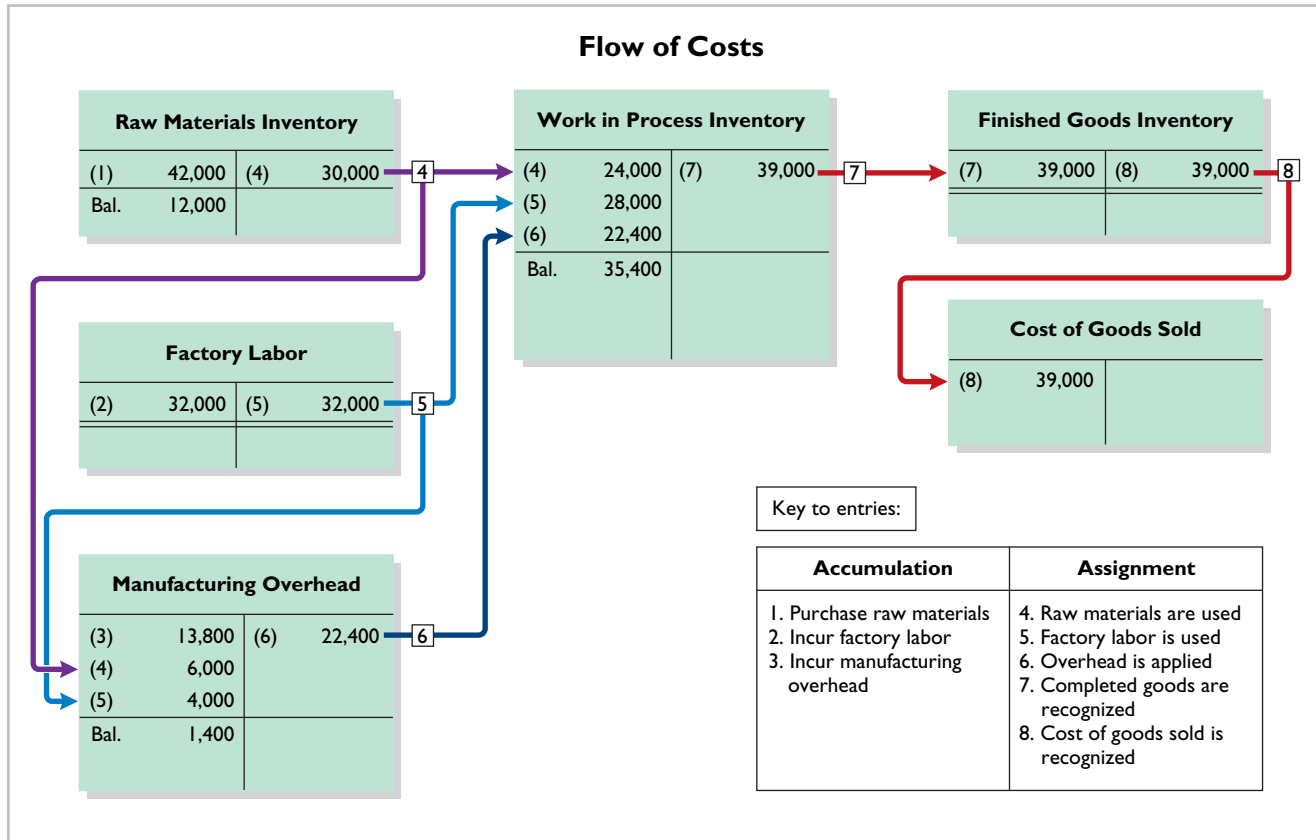 Flow of Costs
Raw Materials Inventory
(1) 42,000 (4) 30,000
Bal. 12,000
4
Work in Process Inventory
(4) 24,000 (7) 39,000
(5) 28,000
(6) 22,400
Bal. 35,400
7
Finished Goods Inventory
(7) 39,000 (8) 39,000
8
Cost of Goods Sold
(8) 39,000
Factory Labor
(2) 32,000 (5) 32,000
5
Manufacturing Overhead
(3) 13,800 (6) 22,400
(4) 6,000
(5) 4,000
Bal. 1,400
6
Key to entries:
Accumulation
1. Purchase raw materials
2. Incur factory labor
3. Incur manufacturing
overhead
Assignment
4. Raw materials are used
5. Factory labor is used
6. Overhead is applied
7. Completed goods are
recognized
8. Cost of goods sold is
recognized